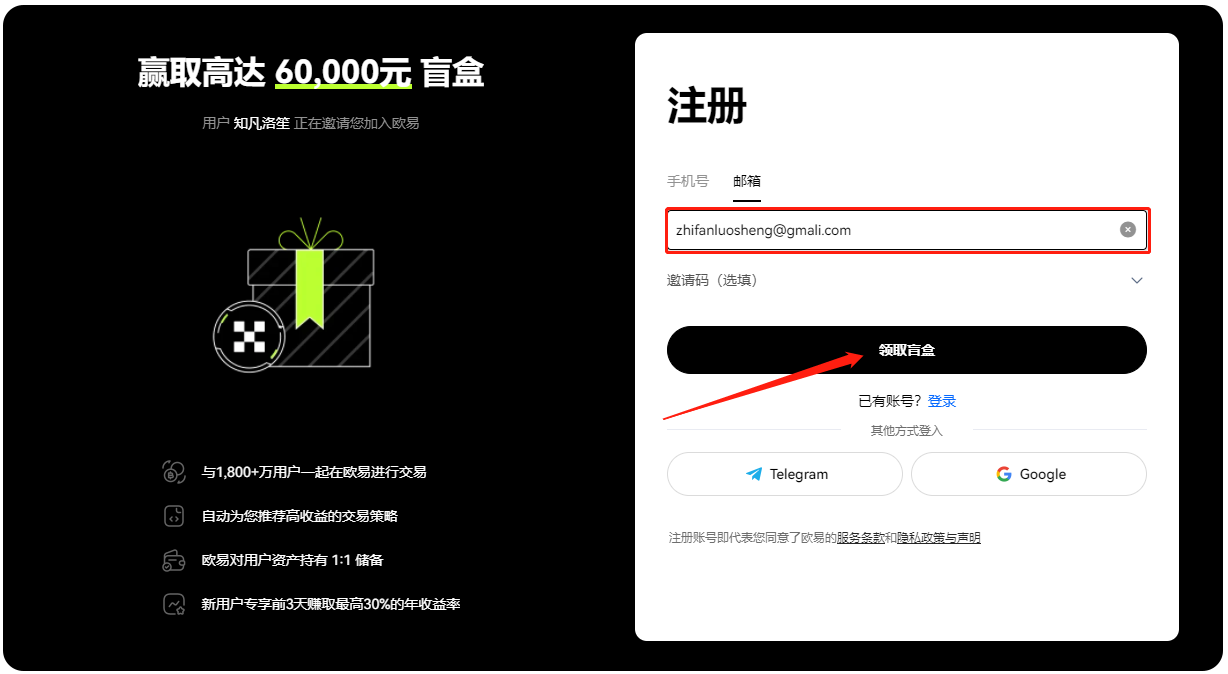 赢取高达 60,000元 盲盒
用户 知凡洛笙 正在邀请您加入欧易
与1,800+万用户一起在欧易进行交易
自动为您推荐高收益的交易策略
欧易对用户资产持有 1:1 储备
新用户专享前3天赚取最高30%的年收益率
注册
手机号 邮箱
zhifanluosheng@gmali.com
邀请码（选填）
领取盲盒
已有账号？登录
其他方式登入
Telegram Google
注册账号即代表您同意了欧易的服务条款和隐私政策与声明